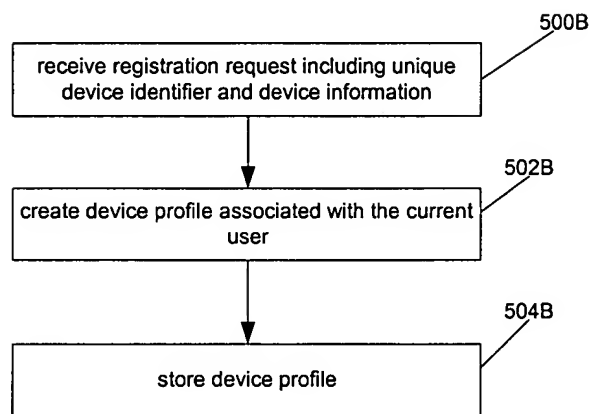 500B
receive registration request including unique
device identifier and device information
502B
create device profile associated with the current
user
504B
store device profile